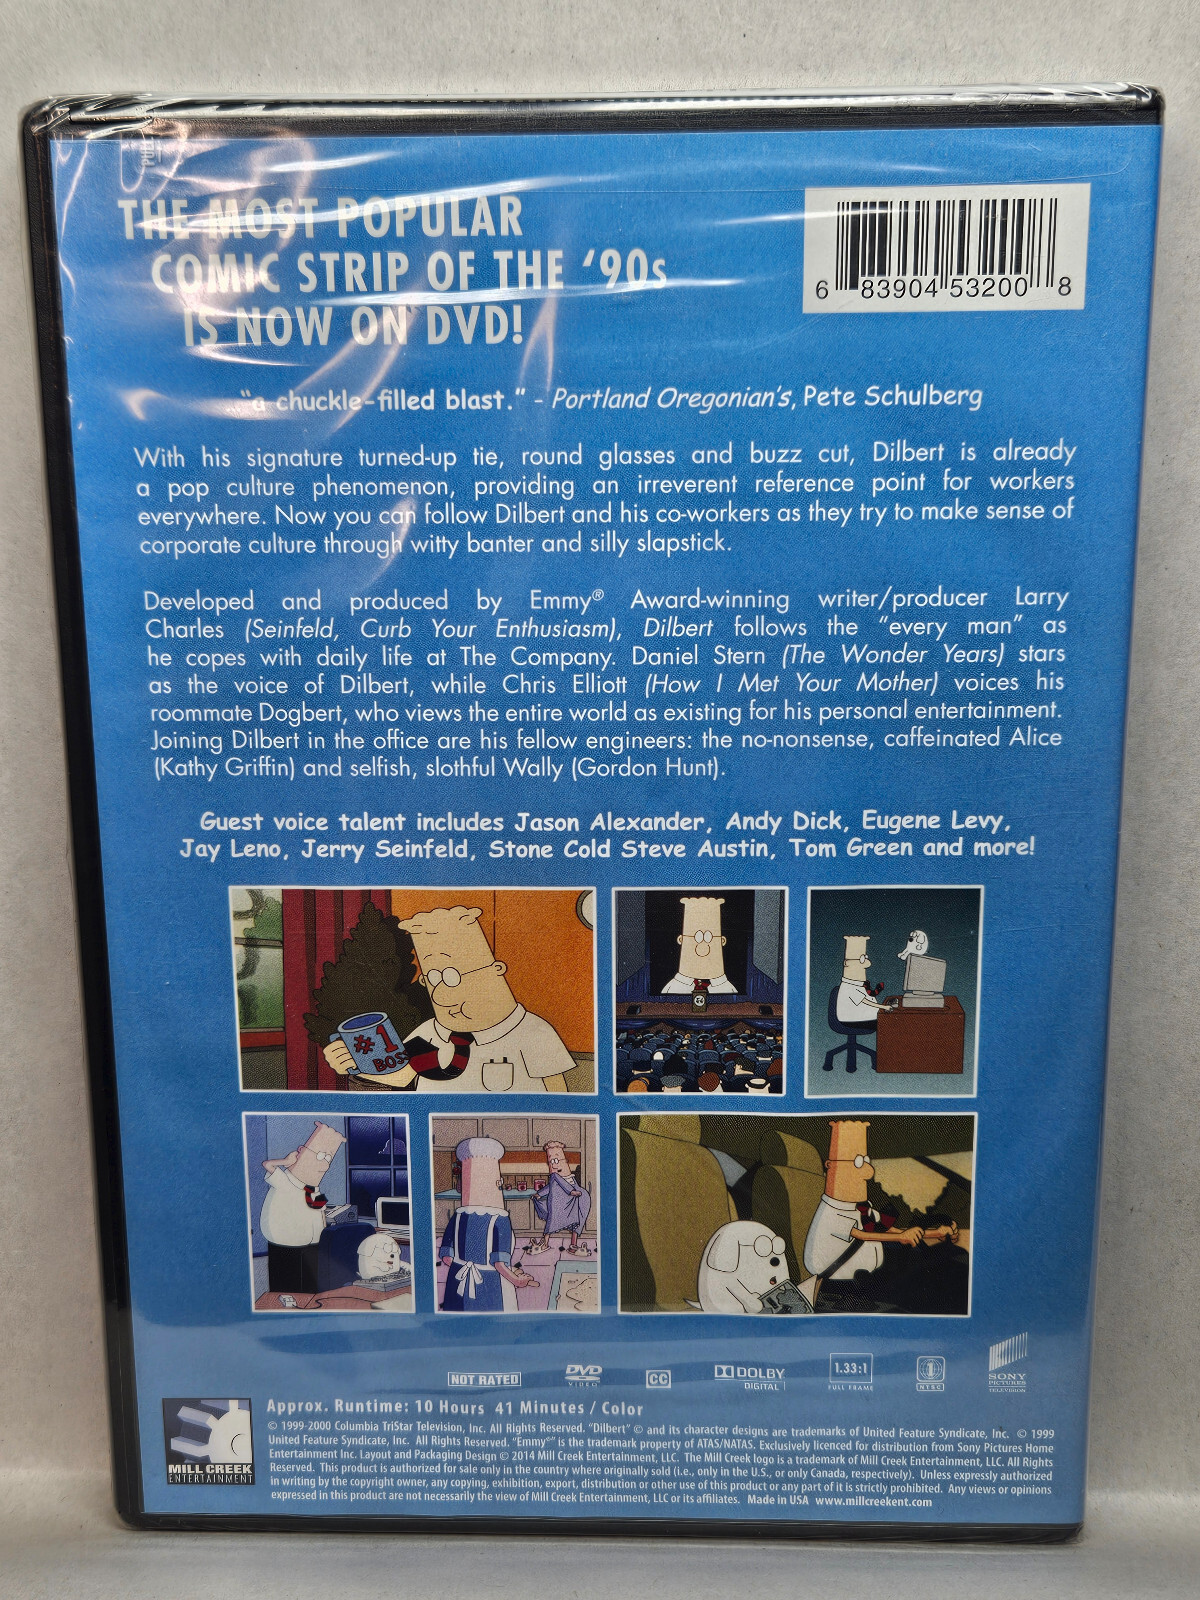 PULL
THE MOST POPULAR
COMIC STRIP OF THE ‘90s
IS NOW ON DVD!
6 83904 53200 8
“a chuckle-filled blast.” - Portland Oregonian’s, Pete Schulberg
With his signature turned-up tie, round glasses and buzz cut, Dilbert is already
a pop culture phenomenon, providing an irreverent reference point for workers
everywhere. Now you can follow Dilbert and his co-workers as they try to make sense of
corporate culture through witty banter and silly slapstick.
Developed and produced by Emmy® Award-winning writer/producer Larry
Charles (Seinfeld, Curb Your Enthusiasm), Dilbert follows the “every man” as
he copes with daily life at The Company. Daniel Stern (The Wonder Years) stars
as the voice of Dilbert, while Chris Elliott (How I Met Your Mother) voices his
roommate Dogbert, who views the entire world as existing for his personal entertainment.
Joining Dilbert in the office are his fellow engineers: the no-nonsense, caffeinated Alice
(Kathy Griffin) and selfish, slothful Wally (Gordon Hunt).
Guest voice talent includes Jason Alexander, Andy Dick, Eugene Levy,
Jay Leno, Jerry Seinfeld, Stone Cold Steve Austin, Tom Green and more!
#1
BOSS
NOT RATED
DVD
VIDEO
CC
DOLBY
DIGITAL
1.33:1
FULL FRAME
1
NTSC
SONY
PICTURES
TELEVISION
MILL CREEK
ENTERTAINMENT
Approx. Runtime: 10 Hours 41 Minutes / Color
© 1999-2000 Columbia TriStar Television, Inc. All Rights Reserved. “Dilbert” © and its character designs are trademarks of United Feature Syndicate, Inc. © 1999
United Feature Syndicate, Inc. All Rights Reserved. “Emmy®” is the trademark property of ATAS/NATAS. Exclusively licenced for distribution from Sony Pictures Home
Entertainment Inc. Layout and Packaging Design © 2014 Mill Creek Entertainment, LLC. The Mill Creek logo is a trademark of Mill Creek Entertainment, LLC. All Rights
Reserved. This product is authorized for sale only in the country where originally sold (i.e., only in the U.S., or only Canada, respectively). Unless expressly authorized
in writing by the copyright owner, any copying, exhibition, export, distribution or other use of this product or any part of it is strictly prohibited. Any views or opinions
expressed in this product are not necessarily the view of Mill Creek Entertainment, LLC or its affiliates. Made in USA www.millcreekent.com